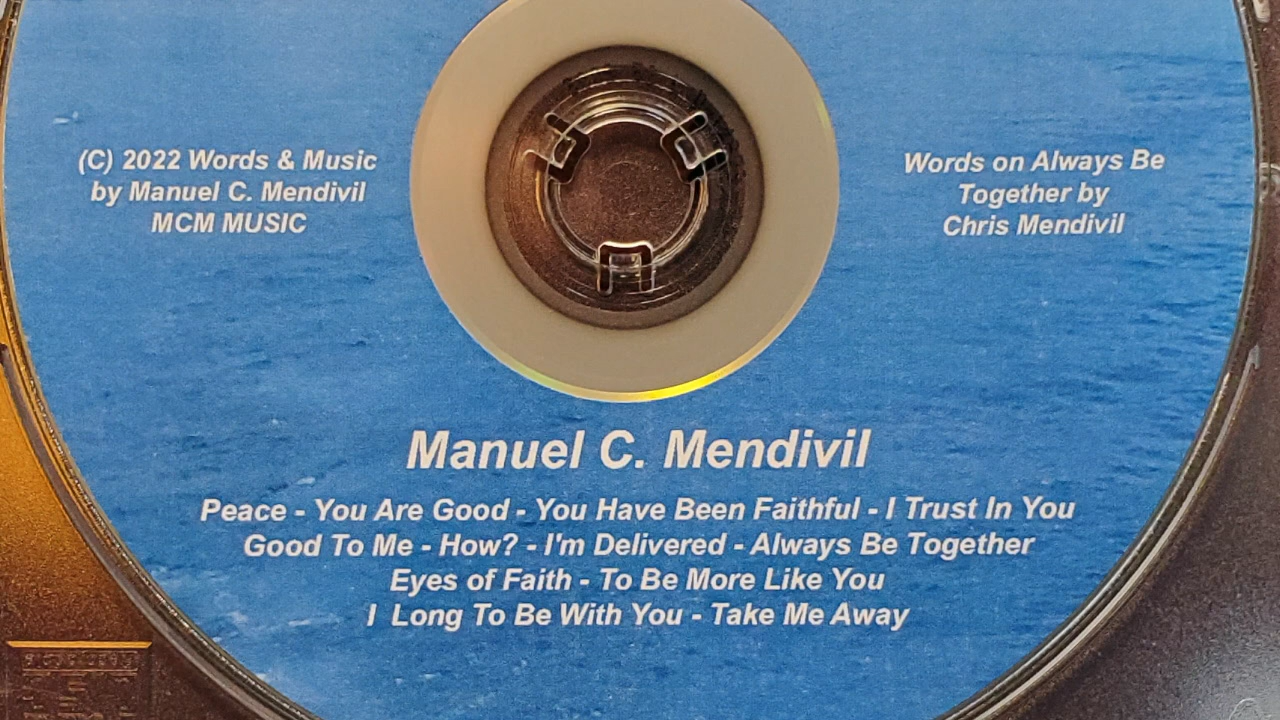 (C) 2022 Words & Music
by Manuel C. Mendivil
MCM MUSIC
Words on Always Be
Together by
Chris Mendivil
Manuel C. Mendivil
Peace - You Are Good - You Have Been Faithful - I Trust In You
Good To Me - How? - I'm Delivered - Always Be Together
Eyes of Faith - To Be More Like You
I Long To Be With You - Take Me Away